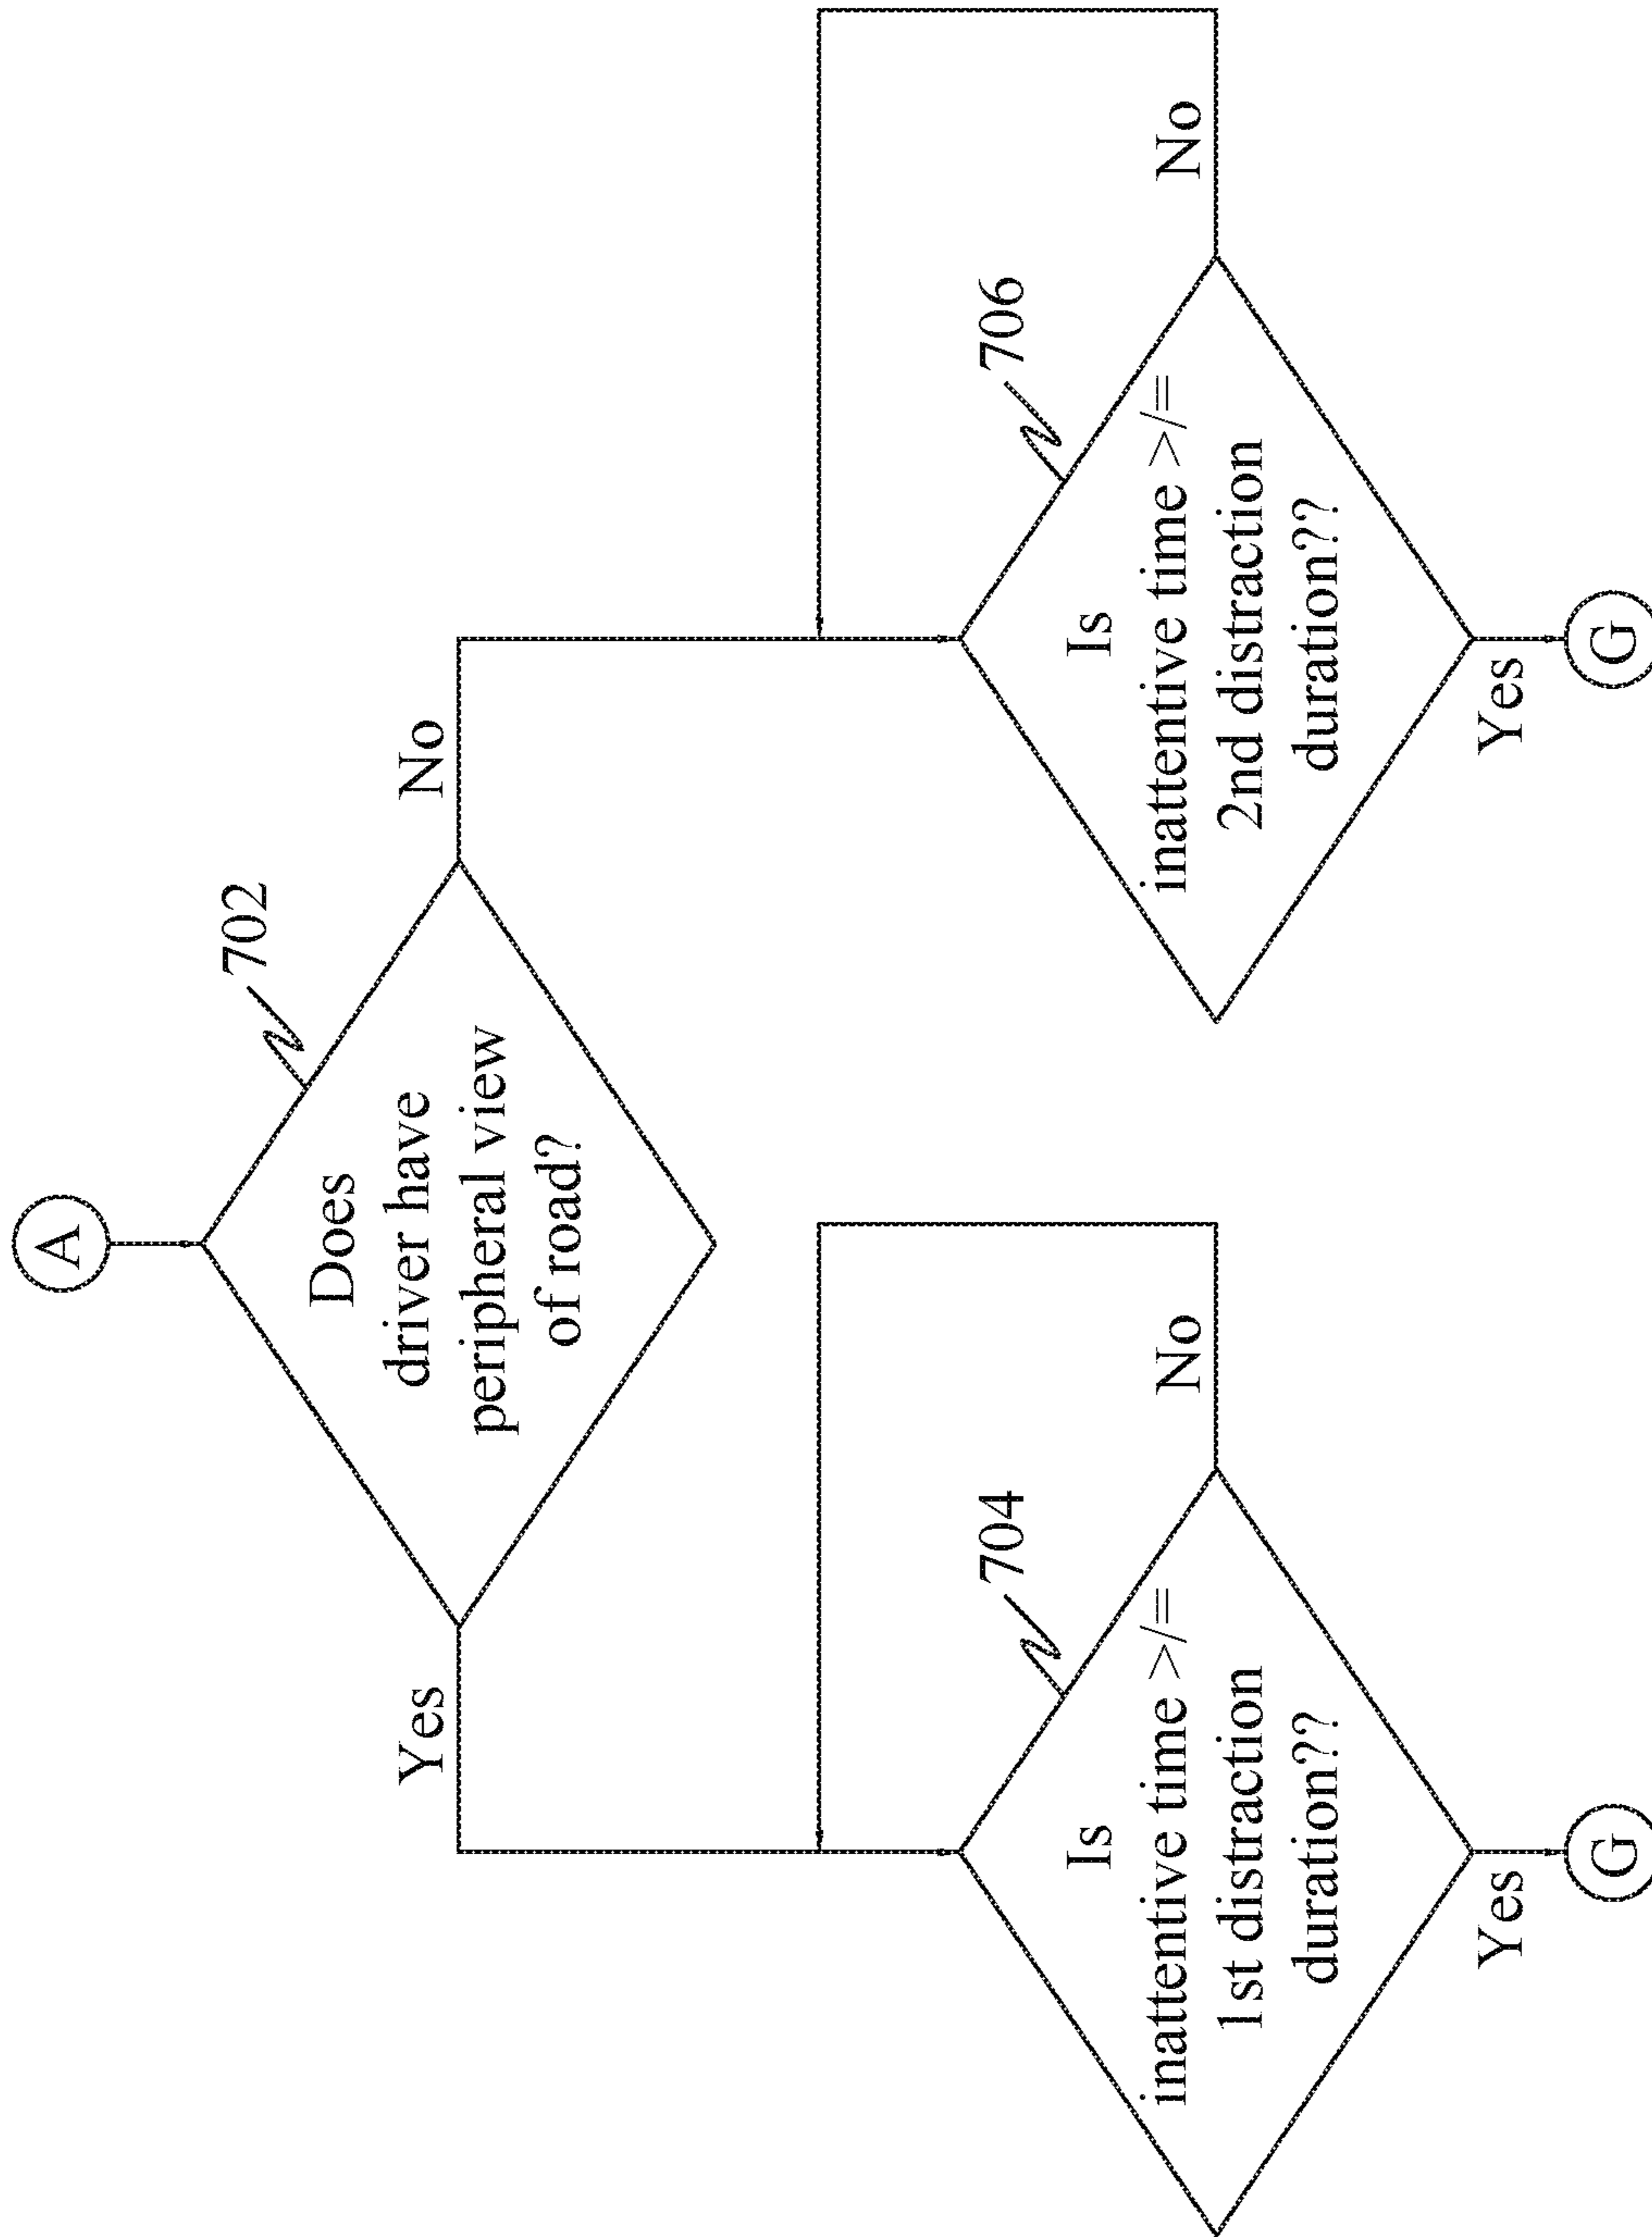 A
702
Does
driver have
peripheral view
of road?
Yes
No
704
Is
inattentive time >/=
1st distraction
duration??
No
Yes
G
706
Is
inattentive time >/=
2nd distraction
duration??
No
Yes
G